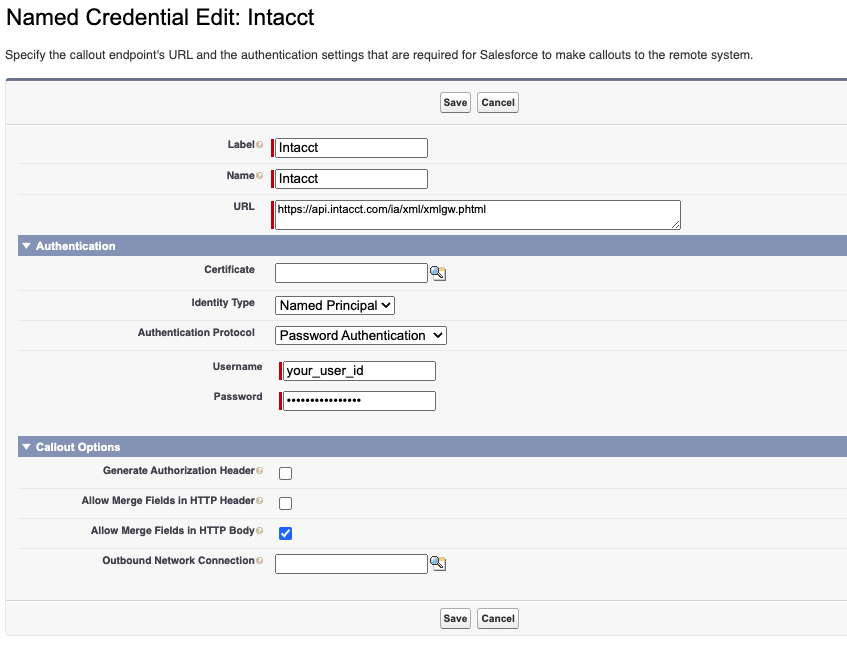 Named Credential Edit: Intacct
Specify the callout endpoint's URL and the authentication settings that are required for Salesforce to make callouts to the remote system.
Save Cancel
Label ? Intacct
Name ? Intacct
URL https://api.intacct.com/ia/xml/xmlgw.phtml
Authentication
Certificate
Identity Type Named Principal
Authentication Protocol Password Authentication
Username your_user_id
Password ••••••••••••••••
Callout Options
Generate Authorization Header ?
Allow Merge Fields in HTTP Header ?
Allow Merge Fields in HTTP Body ?
Outbound Network Connection ?
Save Cancel